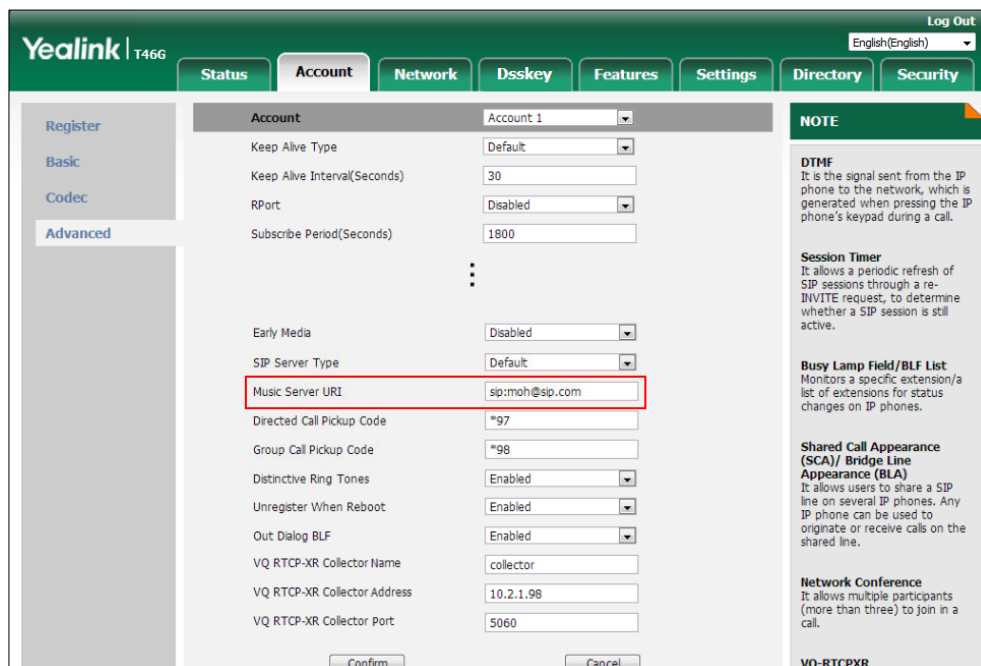 Log Out
Yealink | T46G
English(English)
Status Account Network Dsskey Features Settings Directory Security
Register
Basic
Codec
Advanced
Account Account 1
Keep Alive Type Default
Keep Alive Interval(Seconds) 30
RPort Disabled
Subscribe Period(Seconds) 1800
Early Media Disabled
SIP Server Type Default
Music Server URI sip:moh@sip.com
Directed Call Pickup Code *97
Group Call Pickup Code *98
Distinctive Ring Tones Enabled
Unregister When Reboot Enabled
Out Dialog BLF Enabled
VQ RTCP-XR Collector Name collector
VQ RTCP-XR Collector Address 10.2.1.98
VQ RTCP-XR Collector Port 5060
Confirm Cancel
NOTE
DTMF
It is the signal sent from the IP
phone to the network, which is
generated when pressing the IP
phone's keypad during a call.
Session Timer
It allows a periodic refresh of
SIP sessions through a re-
INVITE request, to determine
whether a SIP session is still
active.
Busy Lamp Field/BLF List
Monitors a specific extension/a
list of extensions for status
changes on IP phones.
Shared Call Appearance
(SCA)/ Bridge Line
Appearance (BLA)
It allows users to share a SIP
line on several IP phones. Any
IP phone can be used to
originate or receive calls on the
shared line.
Network Conference
It allows multiple participants
(more than three) to join in a
call.
VQ-RTCPXR